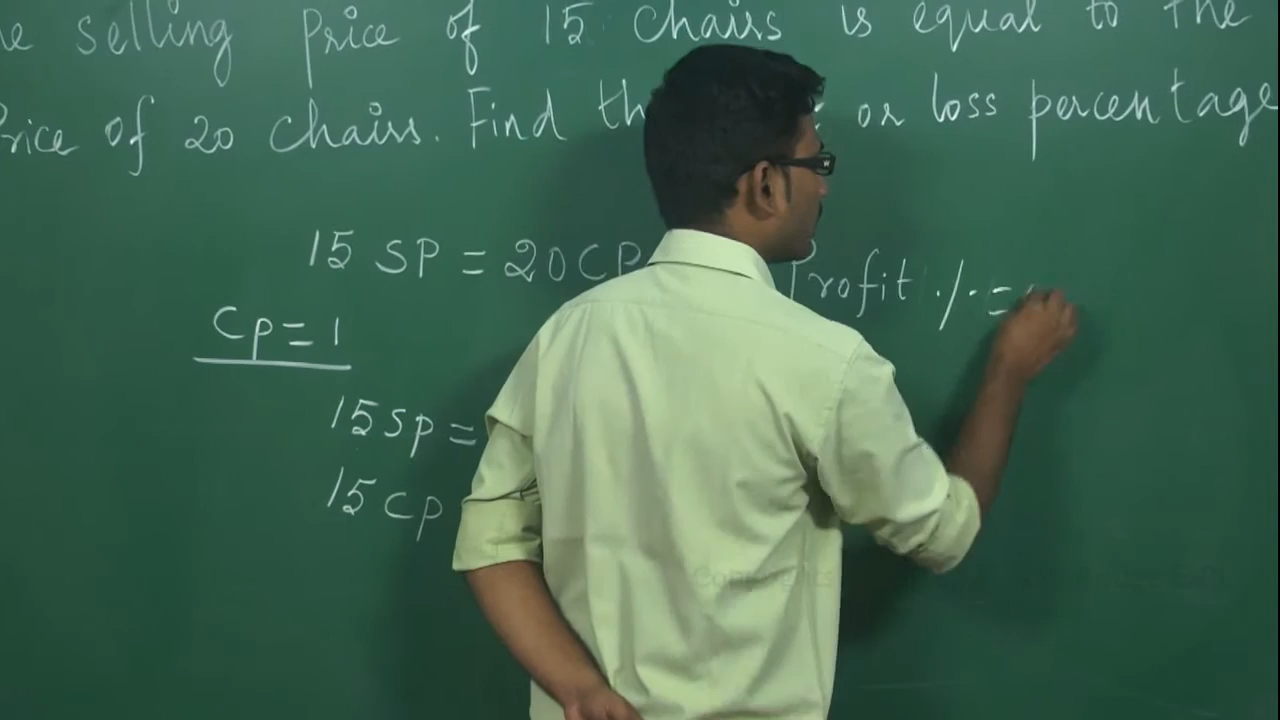 selling Price of 15 chairs is equal to the
Price of 20 chairs. Find or loss percentage
15 SP = 20 CP
Profit % =
CP = 1
15 SP =
15 CP